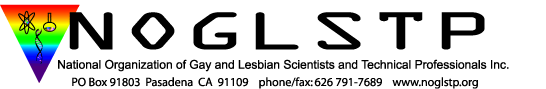 NOGLSTP
National Organization of Gay and Lesbian Scientists and Technical Professionals Inc.
PO Box 91803 Pasadena CA 91109 phone/fax: 626 791-7689 www.noglstp.org